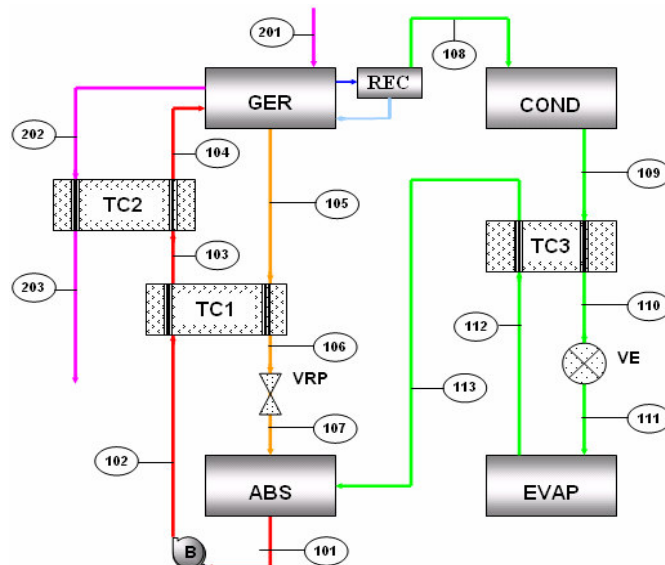 201
108
GER
REC
COND
202
104
109
TC2
105
103
TC3
203
TC1
112
110
106
VRP
113
VE
107
111
102
ABS
EVAP
B
101